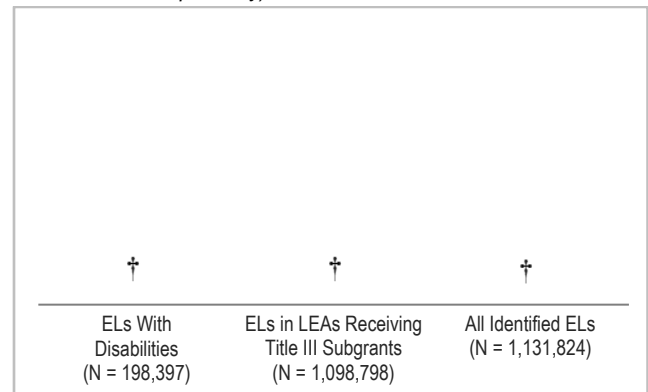 † † †
ELs With Disabilities (N = 198,397)
ELs in LEAs Receiving Title III Subgrants (N = 1,098,798)
All Identified ELs (N = 1,131,824)